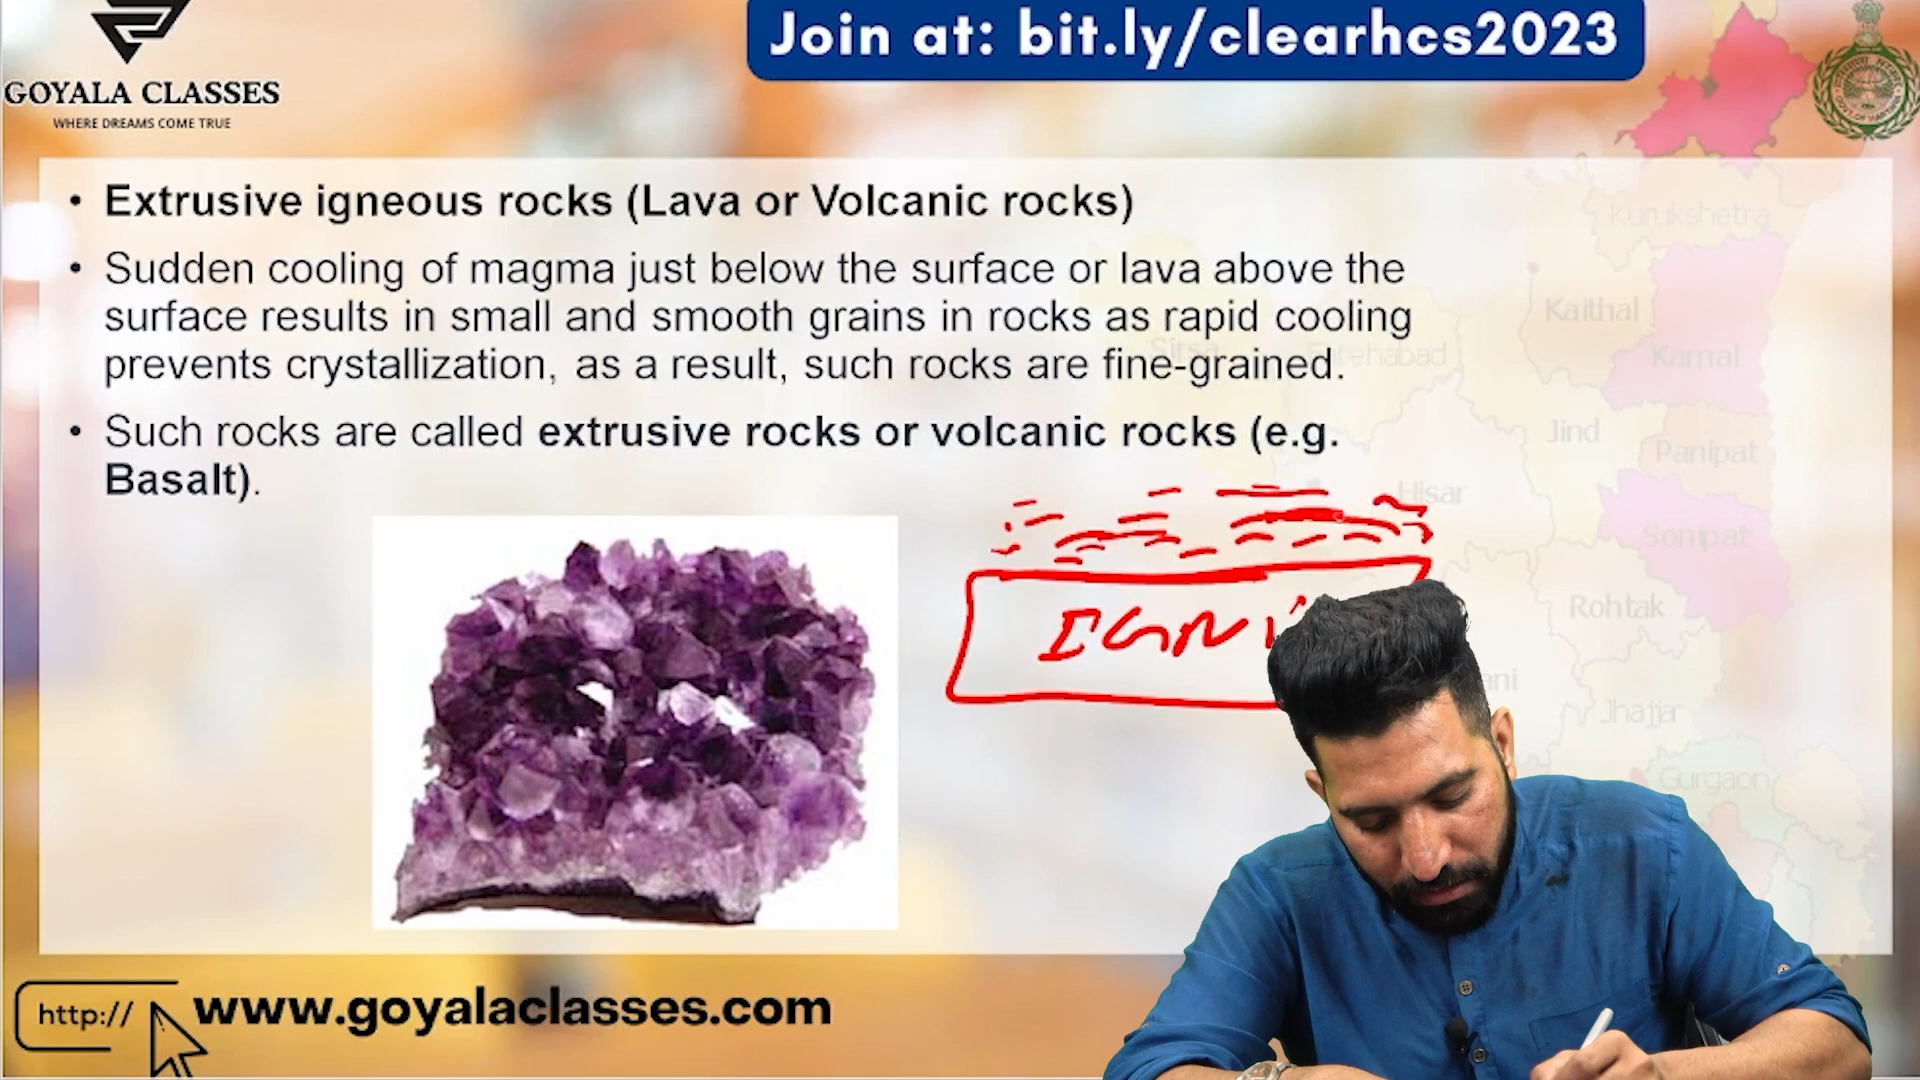 Join at: bit.ly/clearhcs2023
GOYALA CLASSES
WHERE DREAMS COME TRUE
• Extrusive igneous rocks (Lava or Volcanic rocks)
• Sudden cooling of magma just below the surface or lava above the
surface results in small and smooth grains in rocks as rapid cooling
prevents crystallization, as a result, such rocks are fine-grained.
• Such rocks are called extrusive rocks or volcanic rocks (e.g.
Basalt).
Kurukshetra
Kaithal
Karnal
Sirsa
Fatehabad
Jind
Panipat
Hisar
Sonipat
IGNi
Rohtak
Jhajjar
Gurgaon
http://
www.goyalaclasses.com